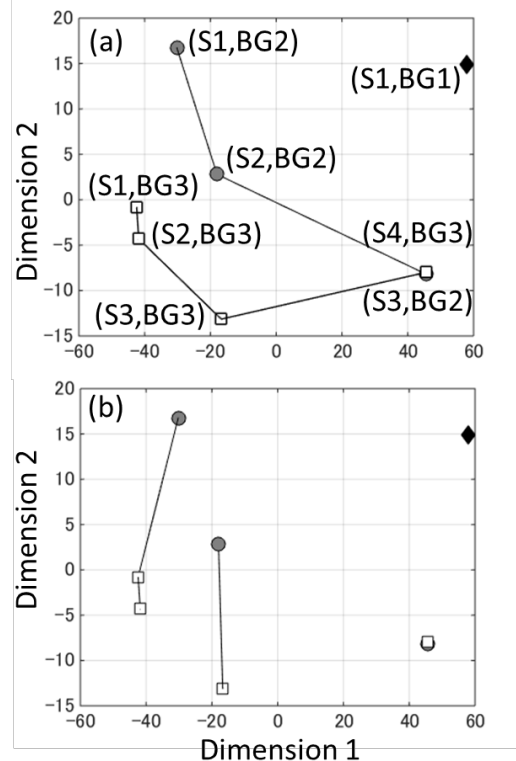 20
(a)
(S1,BG2)
15
(S1,BG1)
10
5
(S2,BG2)
Dimension 2
0
(S1,BG3)
(S2,BG3)
(S4,BG3)
−5
−10
(S3,BG3)
(S3,BG2)
−15
−60 −40 −20 0 20 40 60
20
(b)
15
10
5
Dimension 2
0
−5
−10
−15
−60 −40 −20 0 20 40 60
Dimension 1